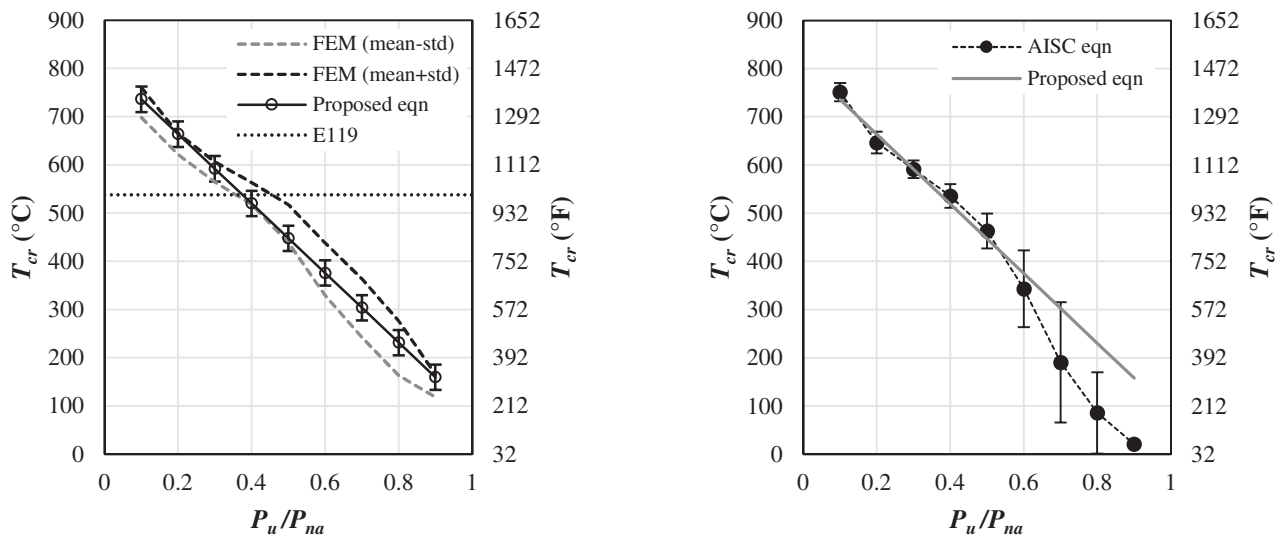 900
800
700
600
500
400
300
200
100
0
T_cr (°C)
1652
1472
1292
1112
932
752
572
392
212
32
T_cr (°F)
FEM (mean-std)
FEM (mean+std)
Proposed eqn
E119
0 0.2 0.4 0.6 0.8 1
P_u/P_na
900
800
700
600
500
400
300
200
100
0
T_cr (°C)
1652
1472
1292
1112
932
752
572
392
212
32
T_cr (°F)
AISC eqn
Proposed eqn
0 0.2 0.4 0.6 0.8 1
P_u/P_na